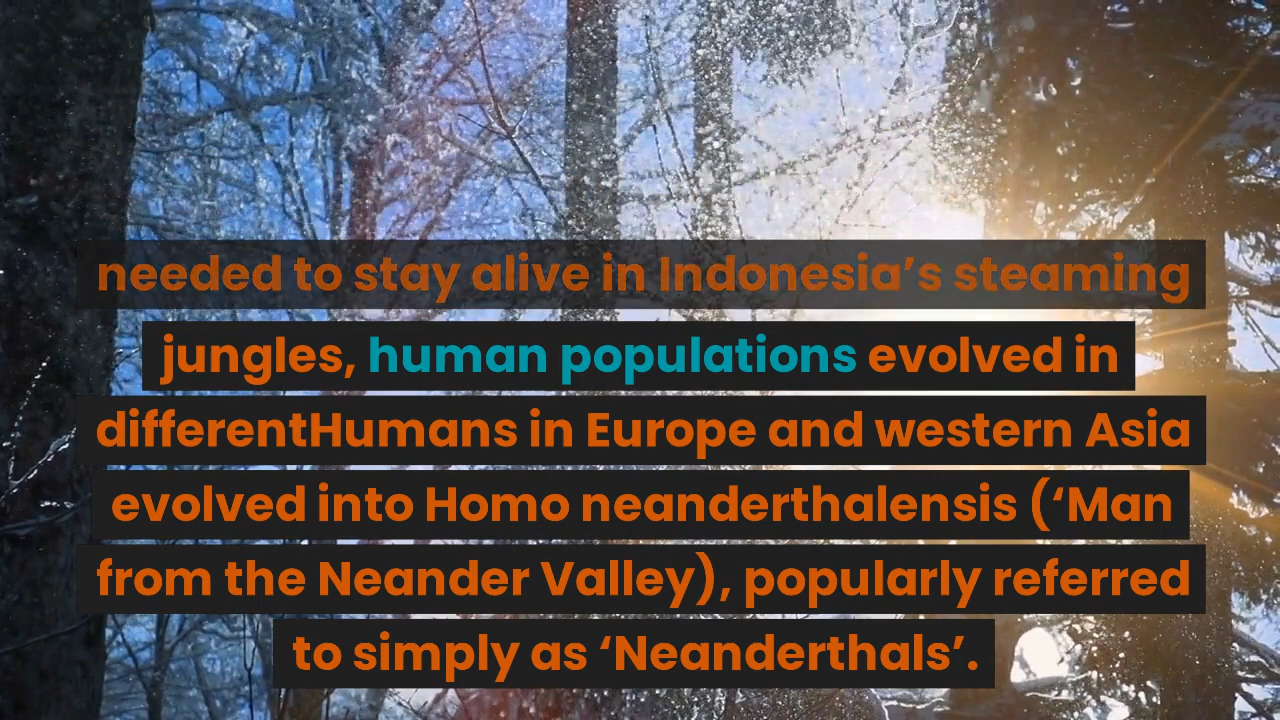 needed to stay alive in Indonesia’s steaming
jungles, human populations evolved in
differentHumans in Europe and western Asia
evolved into Homo neanderthalensis (‘Man
from the Neander Valley), popularly referred
to simply as ‘Neanderthals’.